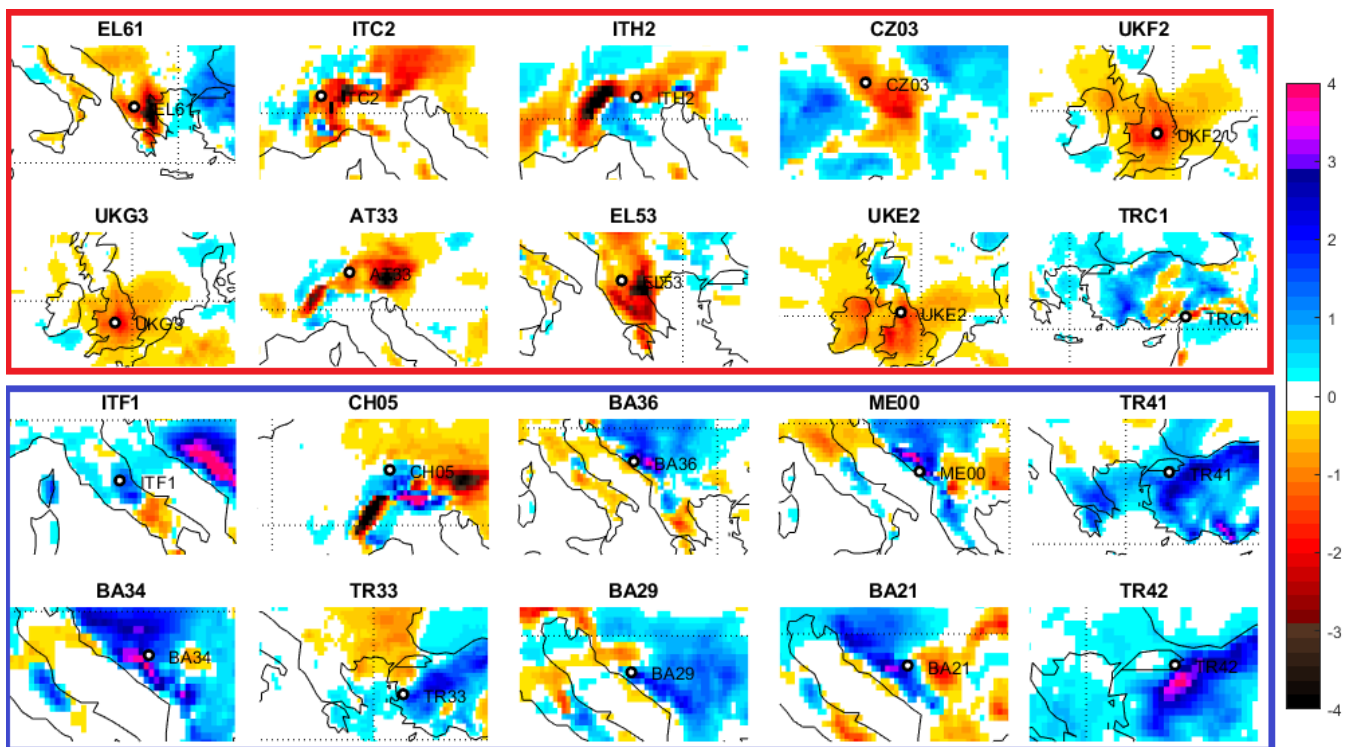 EL61 ITC2 ITH2 CZ03 UKF2
EL61 ITC2 ITH2 CZ03 UKF2
UKG3 AT33 EL53 UKE2 TRC1
UKG3 AT33 EL53 UKE2 TRC1
ITF1 CH05 BA36 ME00 TR41
ITF1 CH05 BA36 ME00 TR41
BA34 TR33 BA29 BA21 TR42
BA34 TR33 BA29 BA21 TR42
4
3
2
1
0
-1
-2
-3
-4